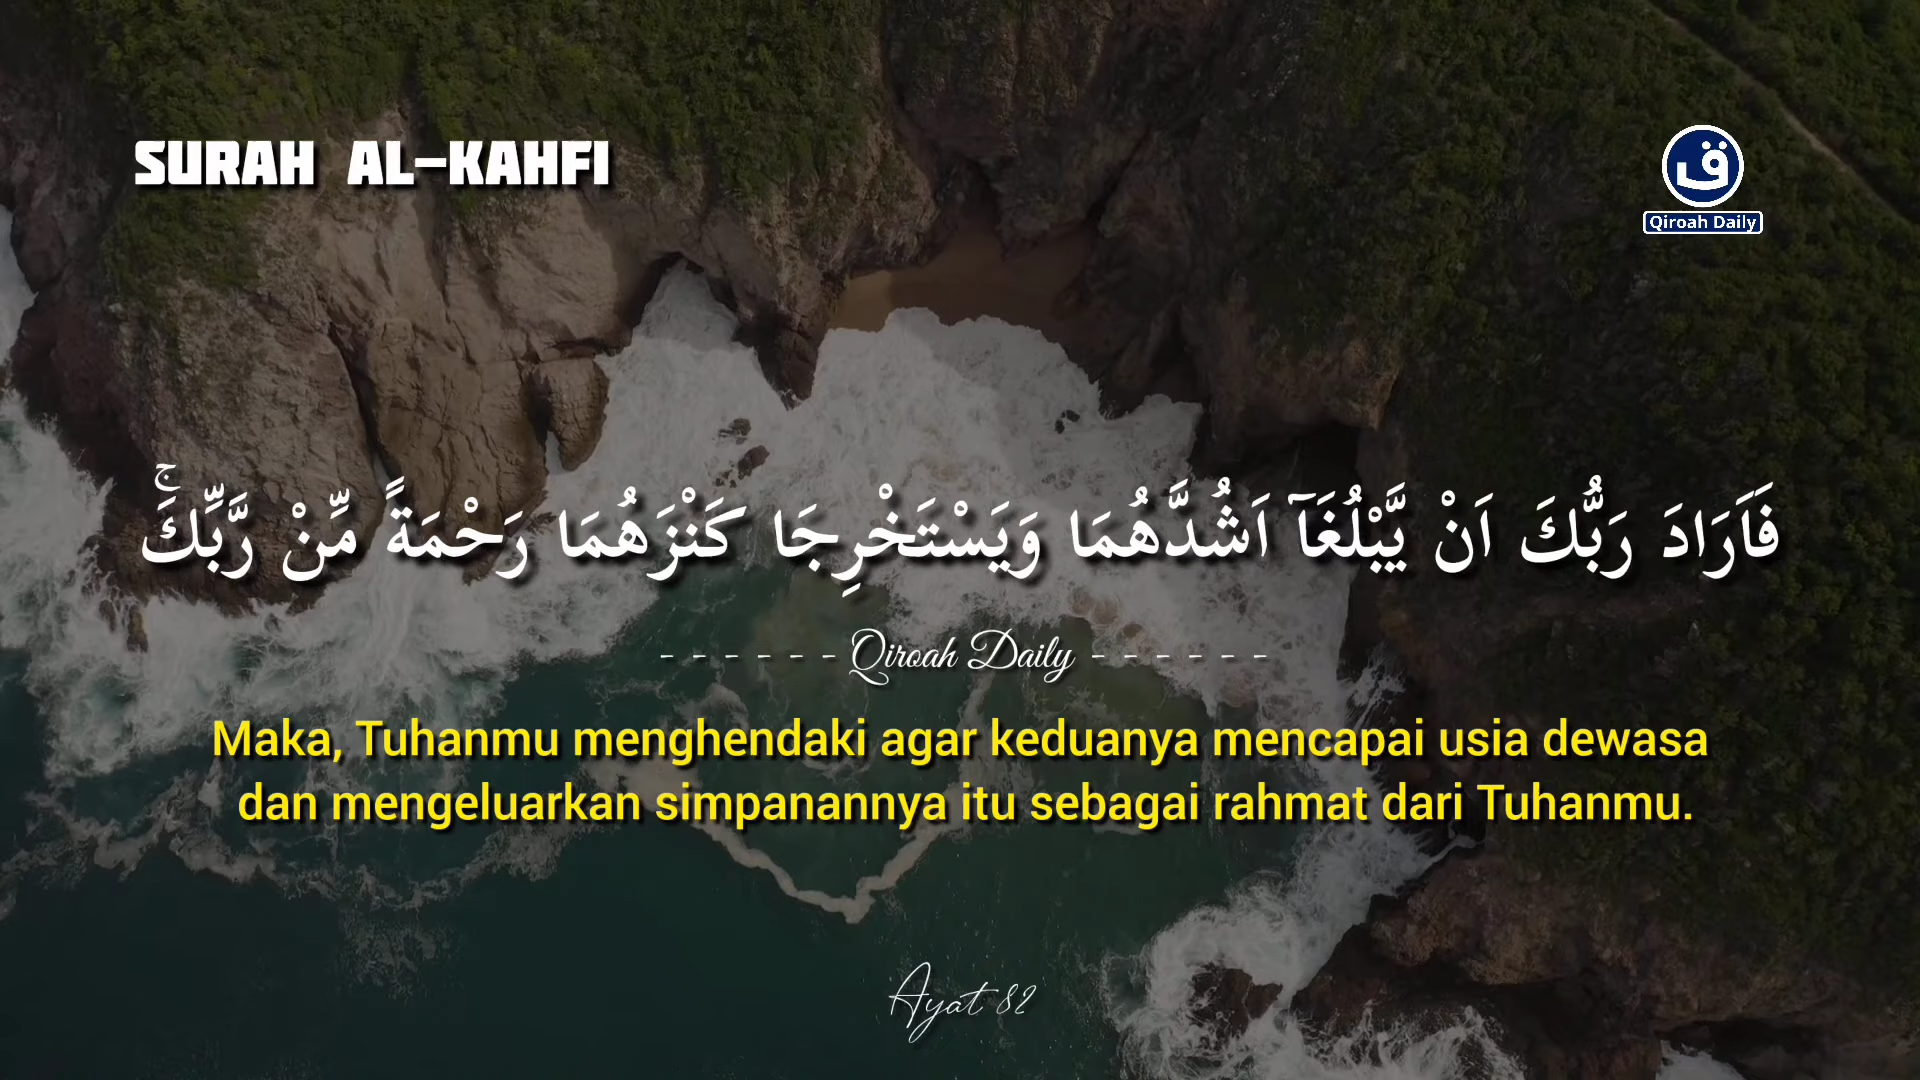 SURAH AL-KAHFI
ق
Qiroah Daily
فَاَرَادَ رَبُّكَ اَنْ يَّبْلُغَآ اَشُدَّهُمَا وَيَسْتَخْرِجَا كَنْزَهُمَا رَحْمَةً مِّنْ رَّبِّكَۚ
- - - - - - Qiroah Daily - - - - - -
Maka, Tuhanmu menghendaki agar keduanya mencapai usia dewasa
dan mengeluarkan simpanannya itu sebagai rahmat dari Tuhanmu.
Ayat 82